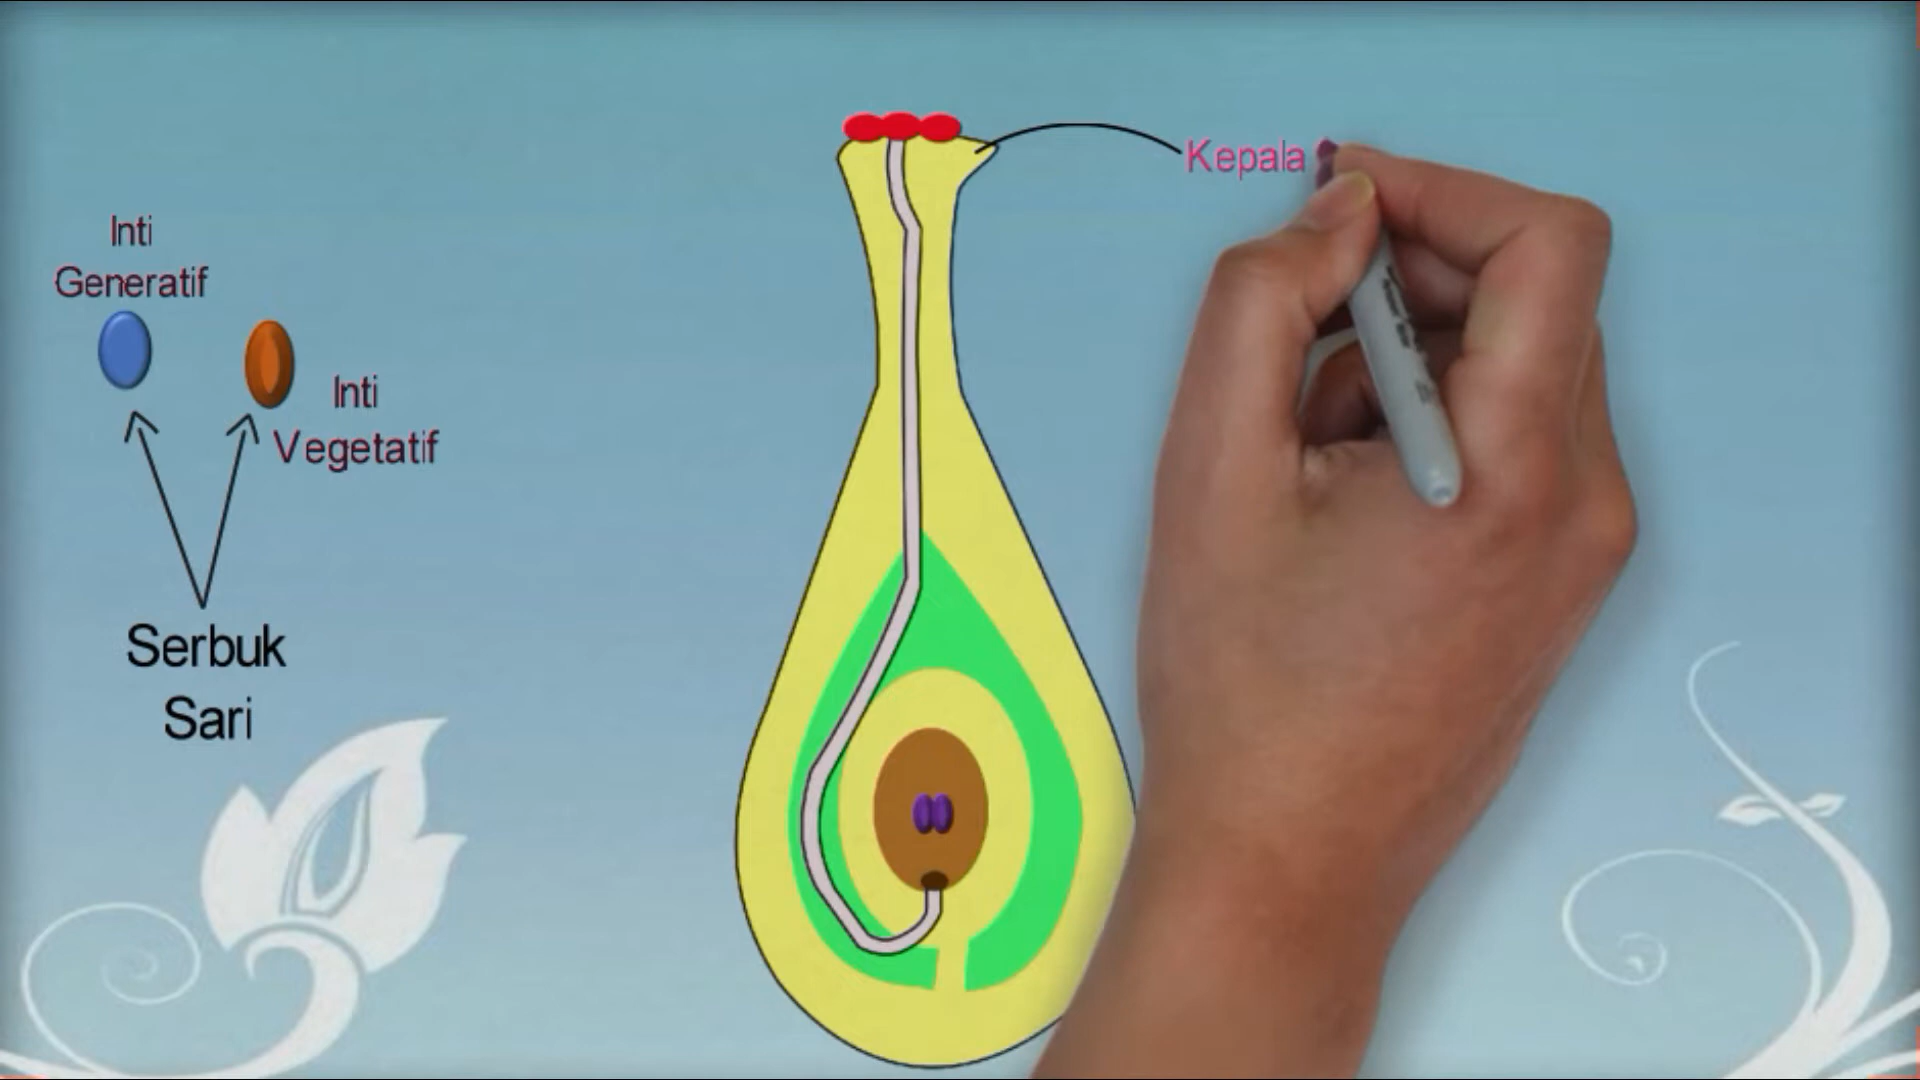 Inti
Generatif
Inti
Vegetatif
Serbuk
Sari
Kepala